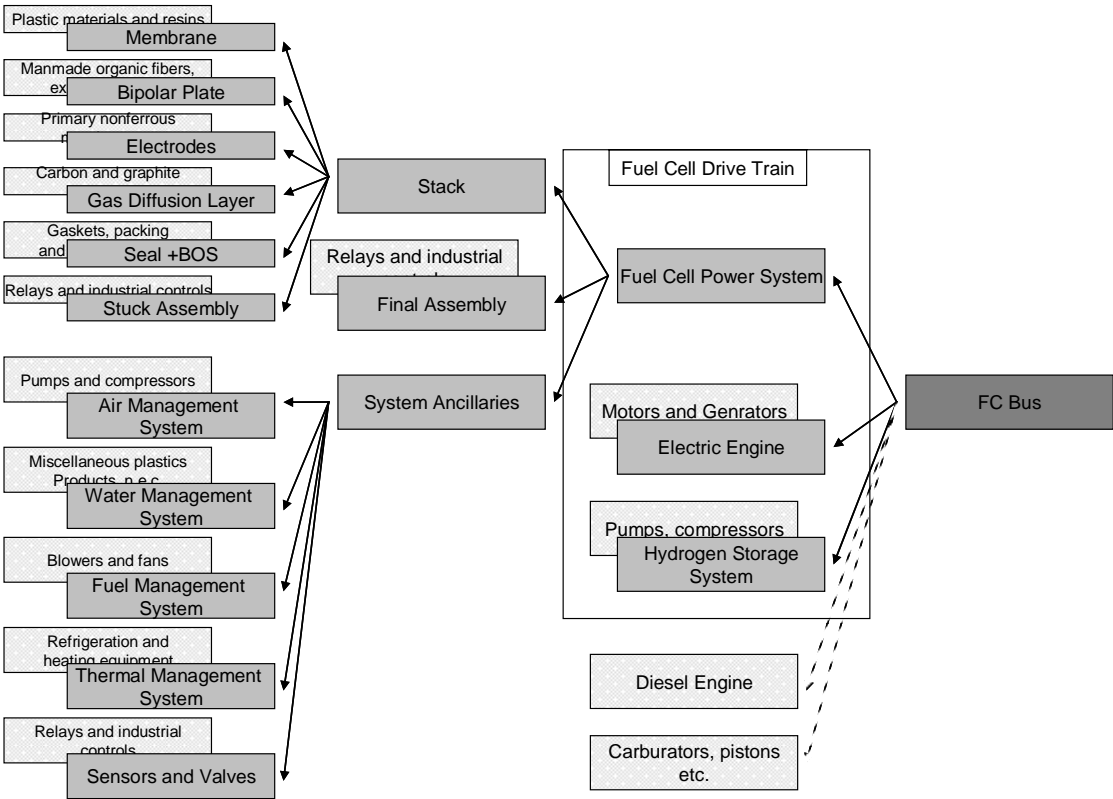 Plastic materials and resins
Membrane
Manmade organic fibers,
Bipolar Plate
Primary nonferrous
Electrodes
Carbon and graphite
Gas Diffusion Layer
Gaskets, packing
and
Seal +BOS
Relays and industrial controls
Stuck Assembly
Pumps and compressors
Air Management
System
Miscellaneous plastics
Products, n.e.c.
Water Management
System
Blowers and fans
Fuel Management
System
Refrigeration and
heating equipment
Thermal Management
System
Relays and industrial
controls
Sensors and Valves
Stack
Relays and industrial
Final Assembly
System Ancillaries
Fuel Cell Drive Train
Fuel Cell Power System
Motors and Genrators
Electric Engine
Pumps, compressors
Hydrogen Storage
System
Diesel Engine
Carburators, pistons
etc.
FC Bus